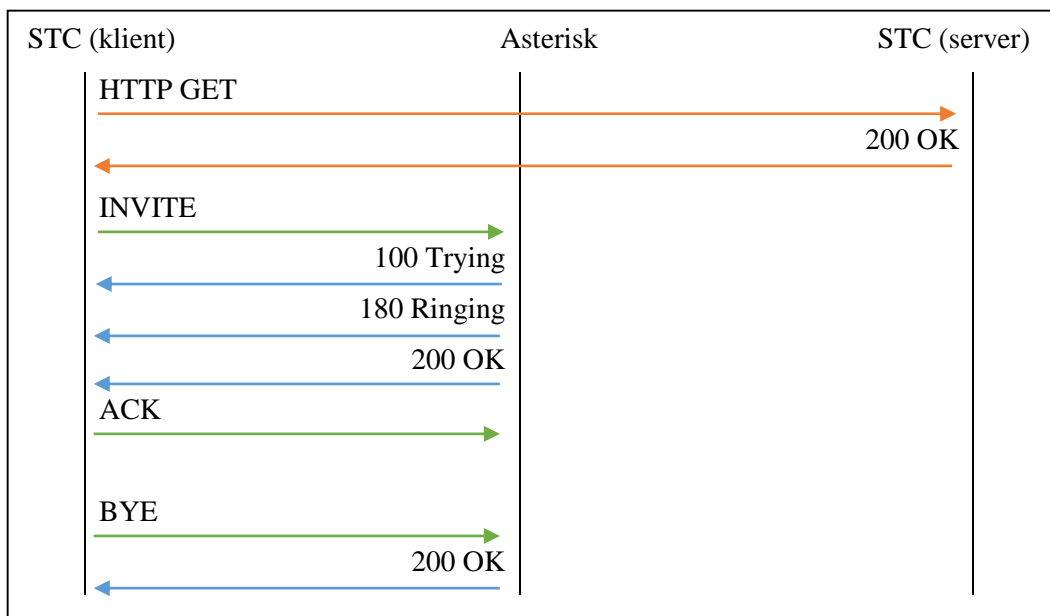 STC (klient) Asterisk STC (server)
HTTP GET
200 OK
INVITE
100 Trying
180 Ringing
200 OK
ACK
BYE
200 OK